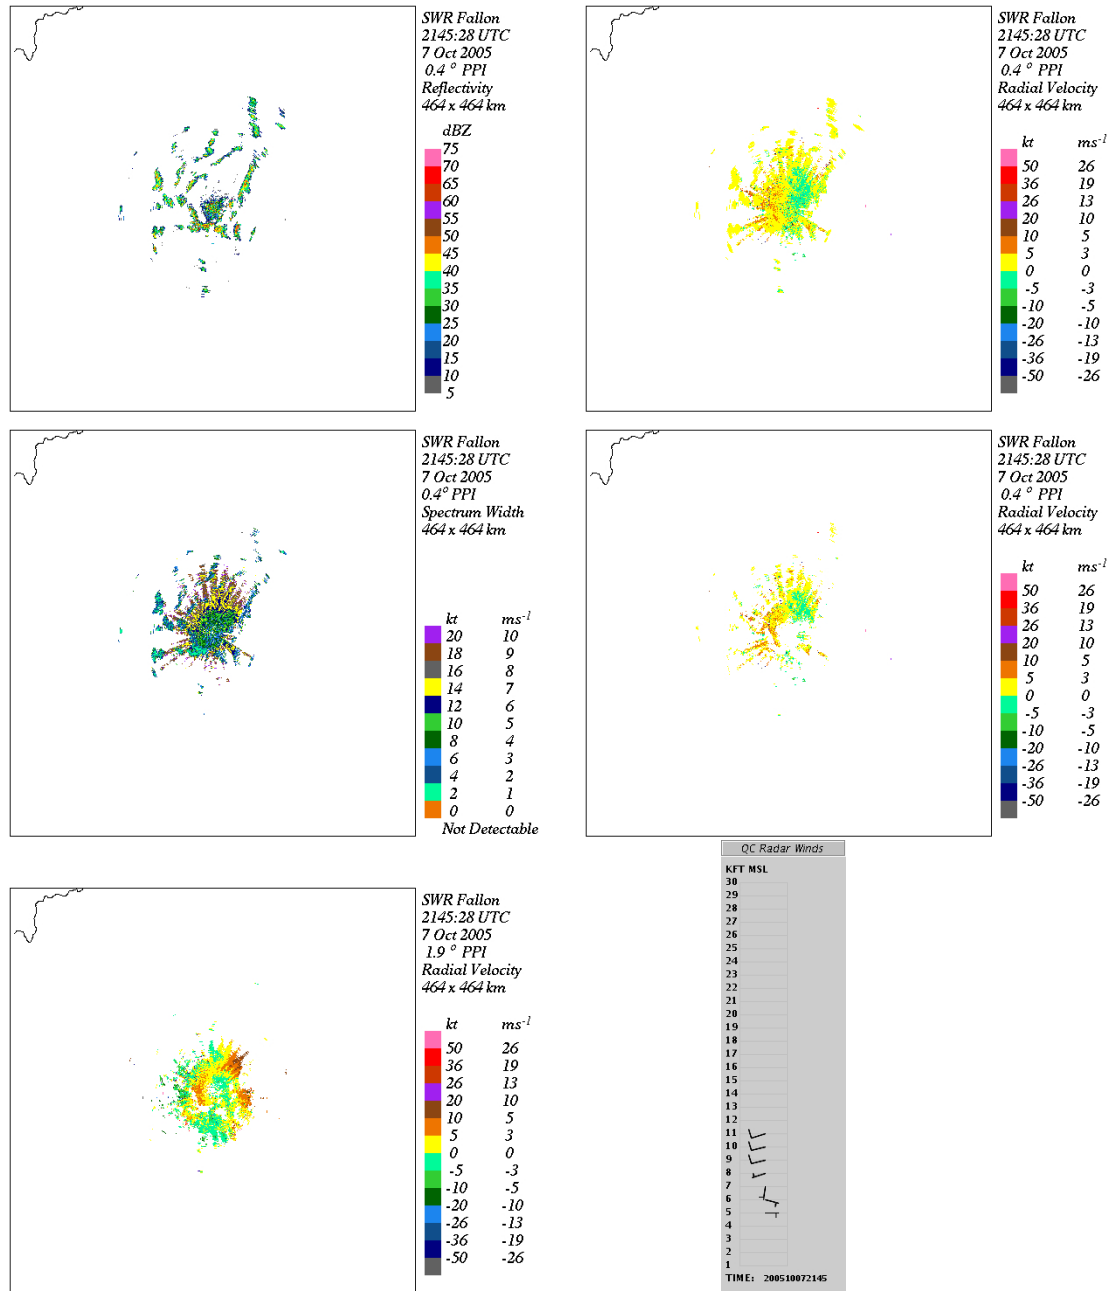 SWR Fallon
2145:28 UTC
7 Oct 2005
0.4 ° PPI
Reflectivity
464 x 464 km
dBZ
75
70
65
60
55
50
45
40
35
30
25
20
15
10
5
SWR Fallon
2145:28 UTC
7 Oct 2005
0.4 ° PPI
Radial Velocity
464 x 464 km
kt ms-1
50 26
36 19
26 13
20 10
10 5
5 3
0 0
-5 -3
-10 -5
-20 -10
-26 -13
-36 -19
-50 -26
SWR Fallon
2145:28 UTC
7 Oct 2005
0.4° PPI
Spectrum Width
464 x 464 km
kt ms-1
20 10
18 9
16 8
14 7
12 6
10 5
8 4
6 3
4 2
2 1
0 0
Not Detectable
SWR Fallon
2145:28 UTC
7 Oct 2005
0.4 ° PPI
Radial Velocity
464 x 464 km
kt ms-1
50 26
36 19
26 13
20 10
10 5
5 3
0 0
-5 -3
-10 -5
-20 -10
-26 -13
-36 -19
-50 -26
SWR Fallon
2145:28 UTC
7 Oct 2005
1.9 ° PPI
Radial Velocity
464 x 464 km
kt ms-1
50 26
36 19
26 13
20 10
10 5
5 3
0 0
-5 -3
-10 -5
-20 -10
-26 -13
-36 -19
-50 -26
QC Radar Winds
KFT MSL
30
29
28
27
26
25
24
23
22
21
20
19
18
17
16
15
14
13
12
11
10
9
8
7
6
5
4
3
2
1
TIME: 200510072145